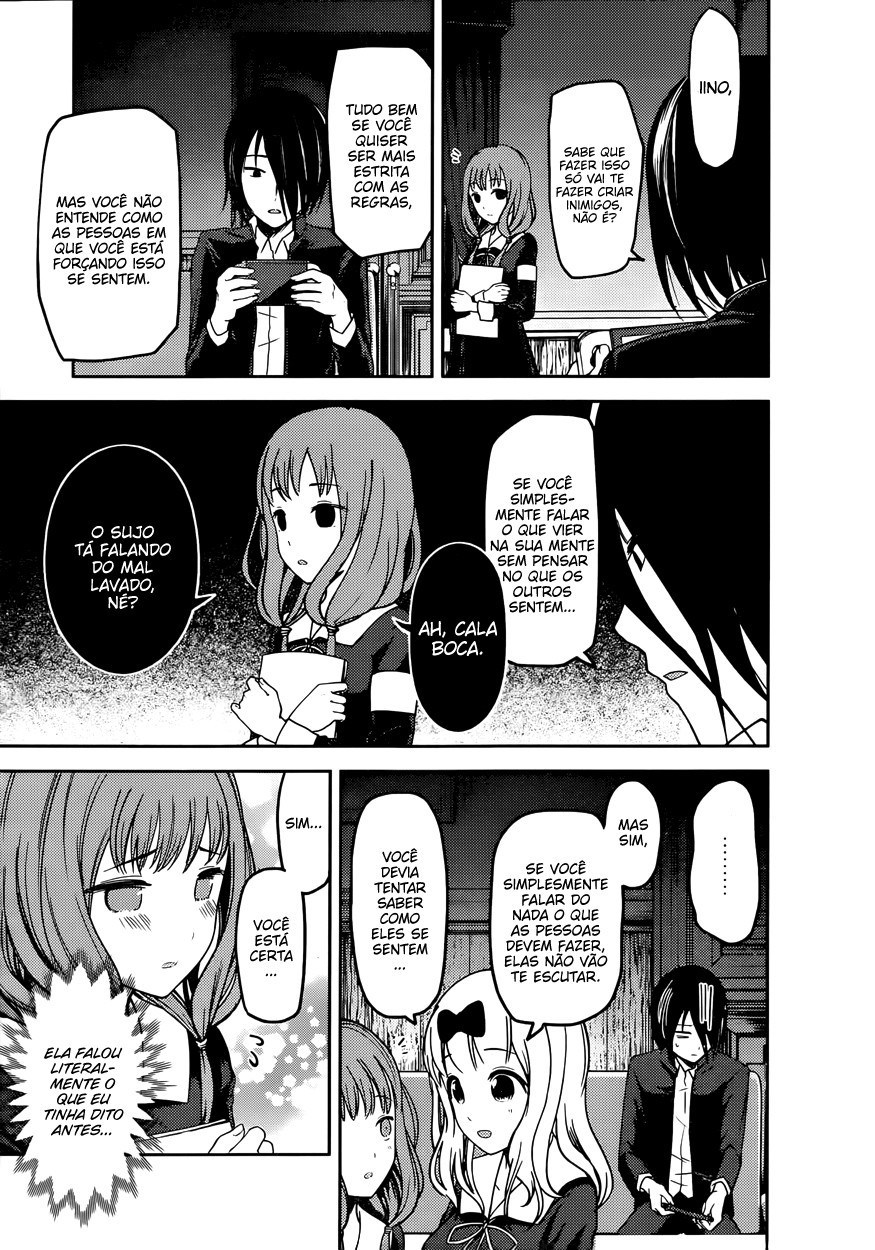 IINO,
SABE QUE
FAZER ISSO
SÓ VAI TE
FAZER CRIAR
INIMIGOS,
NÃO É?
TUDO BEM
SE VOCÊ
QUISER
SER MAIS
ESTRITA
COM AS
REGRAS,
MAS VOCÊ NÃO
ENTENDE COMO
AS PESSOAS EM
QUE VOCÊ ESTÁ
FORÇANDO ISSO
SE SENTEM.
SE VOCÊ
SIMPLES-
MENTE FALAR
O QUE VIER
NA SUA MENTE
SEM PENSAR
NO QUE OS
OUTROS
SENTEM...
AH, CALA
BOCA.
O SUJO
TÁ FALANDO
DO MAL
LAVADO,
NÉ?
.........
MAS
SIM,
SE VOCÊ
SIMPLESMENTE
FALAR DO
NADA O QUE
AS PESSOAS
DEVEM FAZER,
ELAS NÃO VÃO
TE ESCUTAR.
VOCÊ
DEVIA
TENTAR
SABER
COMO
ELES SE
SENTEM
...
SIM...
VOCÊ
ESTÁ
CERTA
...
ELA FALOU
LITERAL-
MENTE O
QUE EU
TINHA DITO
ANTES...